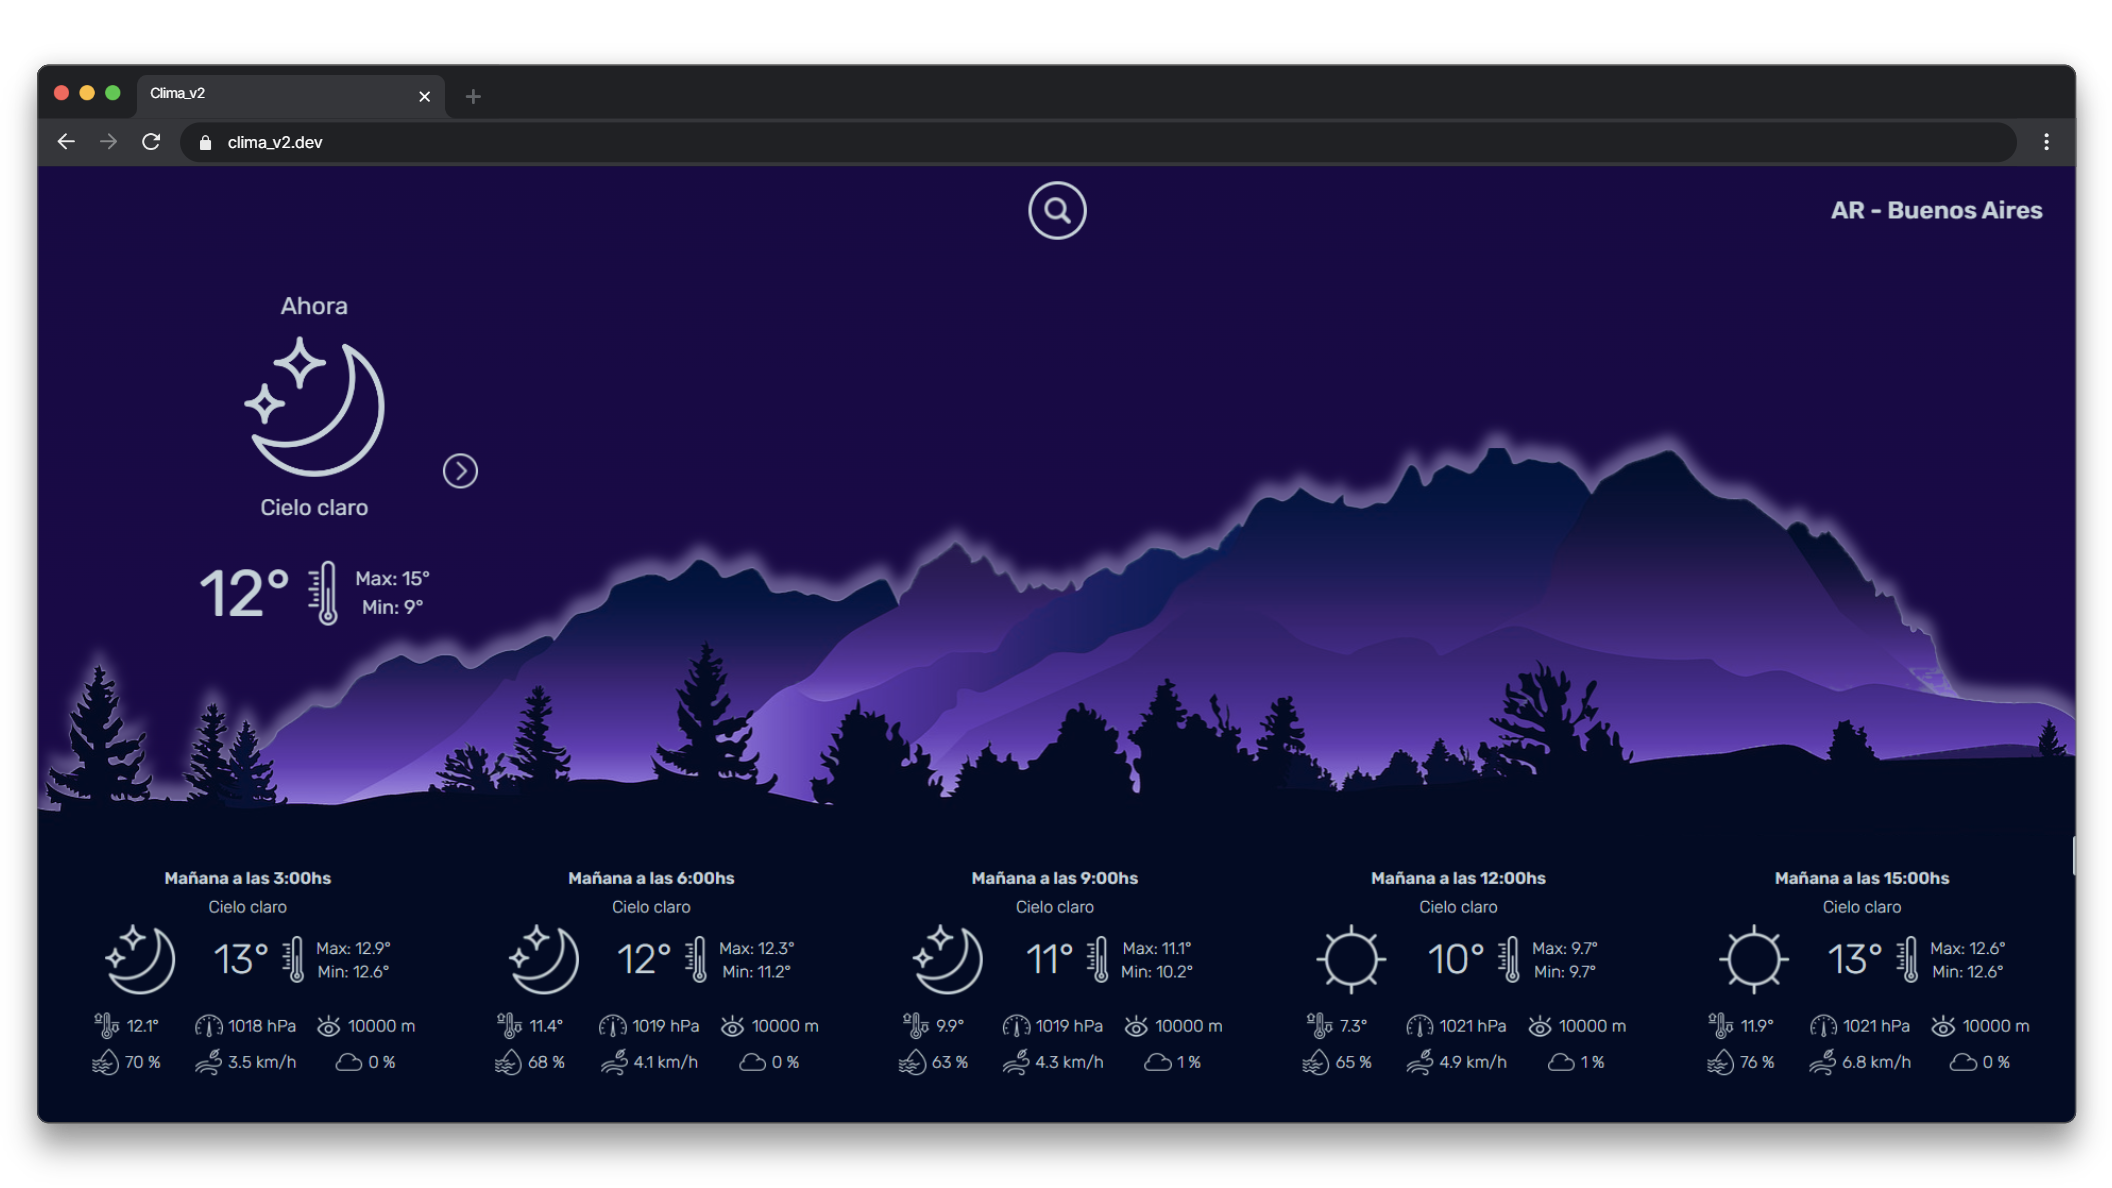 Clima_v2
clima_v2.dev
AR - Buenos Aires
Ahora
Cielo claro
12°
Max: 15°
Min: 9°
Mañana a las 3:00hs
Cielo claro
13°
Max: 12.9°
Min: 12.6°
12.1° 1018 hPa 10000 m
70 % 3.5 km/h 0 %
Mañana a las 6:00hs
Cielo claro
12°
Max: 12.3°
Min: 11.2°
11.4° 1019 hPa 10000 m
68 % 4.1 km/h 0 %
Mañana a las 9:00hs
Cielo claro
11°
Max: 11.1°
Min: 10.2°
9.9° 1019 hPa 10000 m
63 % 4.3 km/h 1 %
Mañana a las 12:00hs
Cielo claro
10°
Max: 9.7°
Min: 9.7°
7.3° 1021 hPa 10000 m
65 % 4.9 km/h 1 %
Mañana a las 15:00hs
Cielo claro
13°
Max: 12.6°
Min: 12.6°
11.9° 1021 hPa 10000 m
76 % 6.8 km/h 0 %